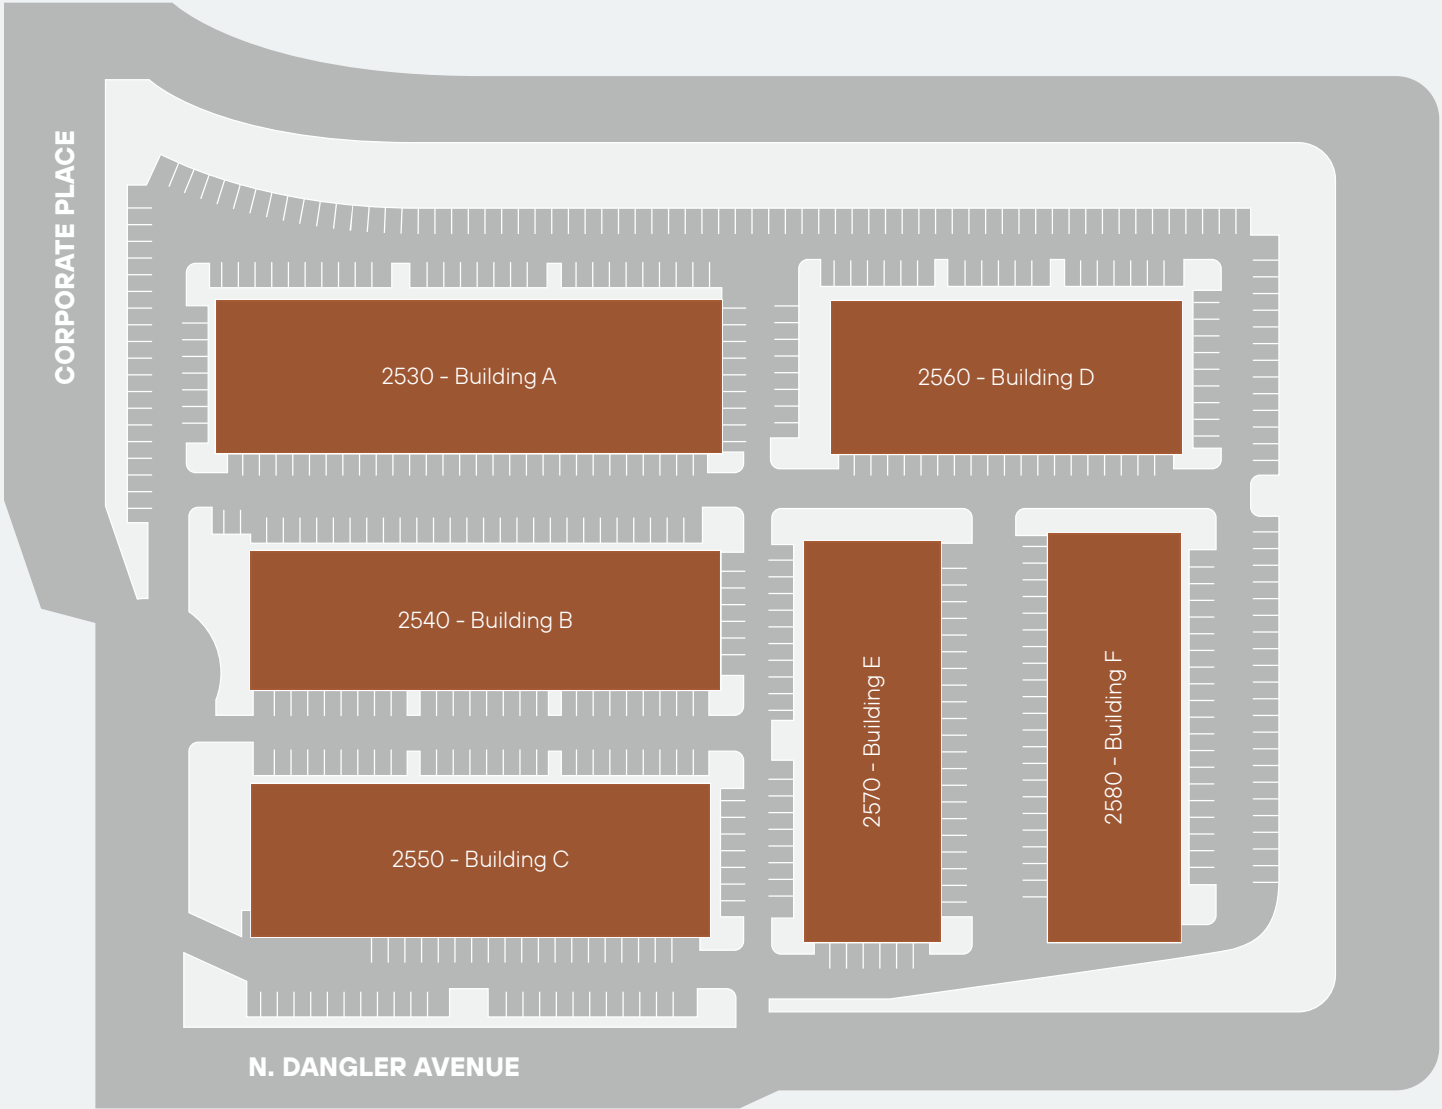 CORPORATE PLACE
2530 - Building A
2560 - Building D
2540 - Building B
2570 - Building E
2580 - Building F
2550 - Building C
N. DANGLER AVENUE